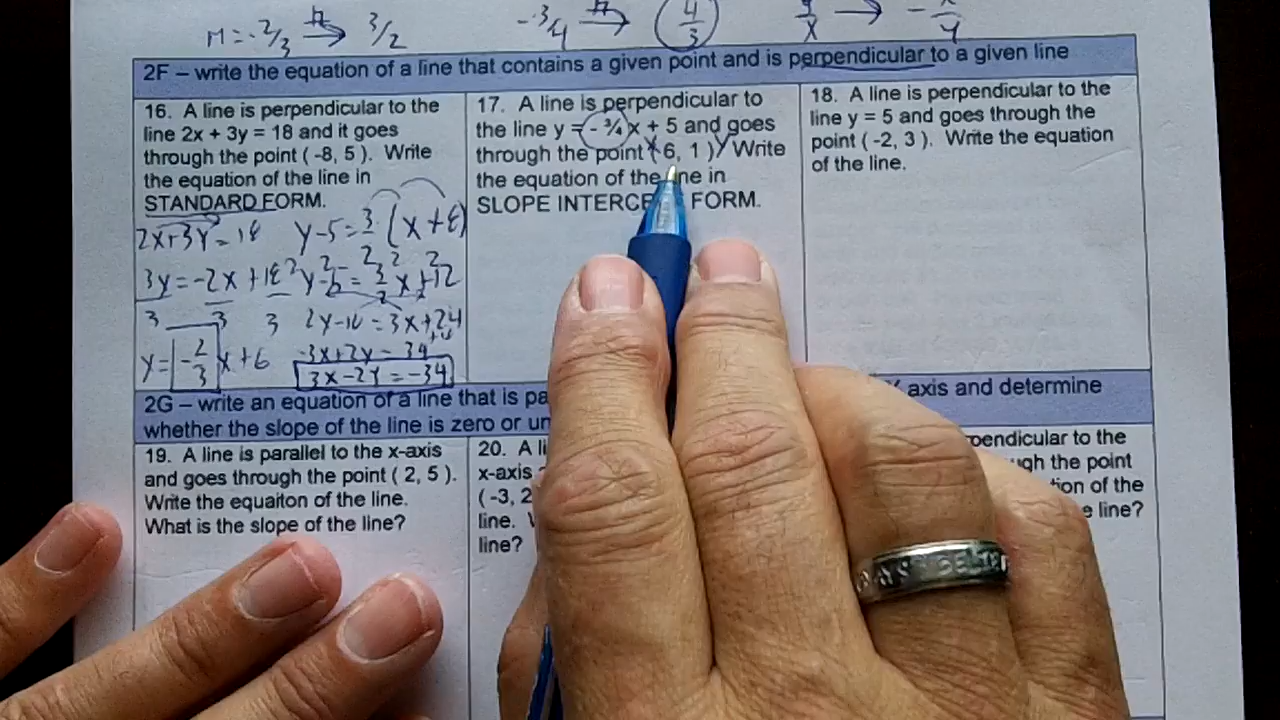 M = -2/3 → 3/2
-3/4 → 4/3
2F – write the equation of a line that contains a given point and is perpendicular to a given line
16. A line is perpendicular to the
line 2x + 3y = 18 and it goes
through the point ( -8, 5 ). Write
the equation of the line in
STANDARD FORM.
2x+3y=18
3y=-2x+18
3 3 3
y=-2/3x+6
y-5=3/2(x+8)
2y-10=3x+24
-3x+2y=34
3x-2y=-34
17. A line is perpendicular to
the line y = - ¾ x + 5 and goes
through the point ( 6, 1 ) Write
x y
the equation of the line in
SLOPE FORM.
18. A line is perpendicular to the
line y = 5 and goes through the
point ( -2, 3 ). Write the equation
of the line.
2G – write an equation of a line that is
axis and determine
whether the slope of the line is zero or
19. A line is parallel to the x-axis
and goes through the point ( 2, 5 ).
Write the equaiton of the line.
What is the slope of the line?
20. A
x-axis
( -3, 2
line.
line?
to the
the point
of the
line?